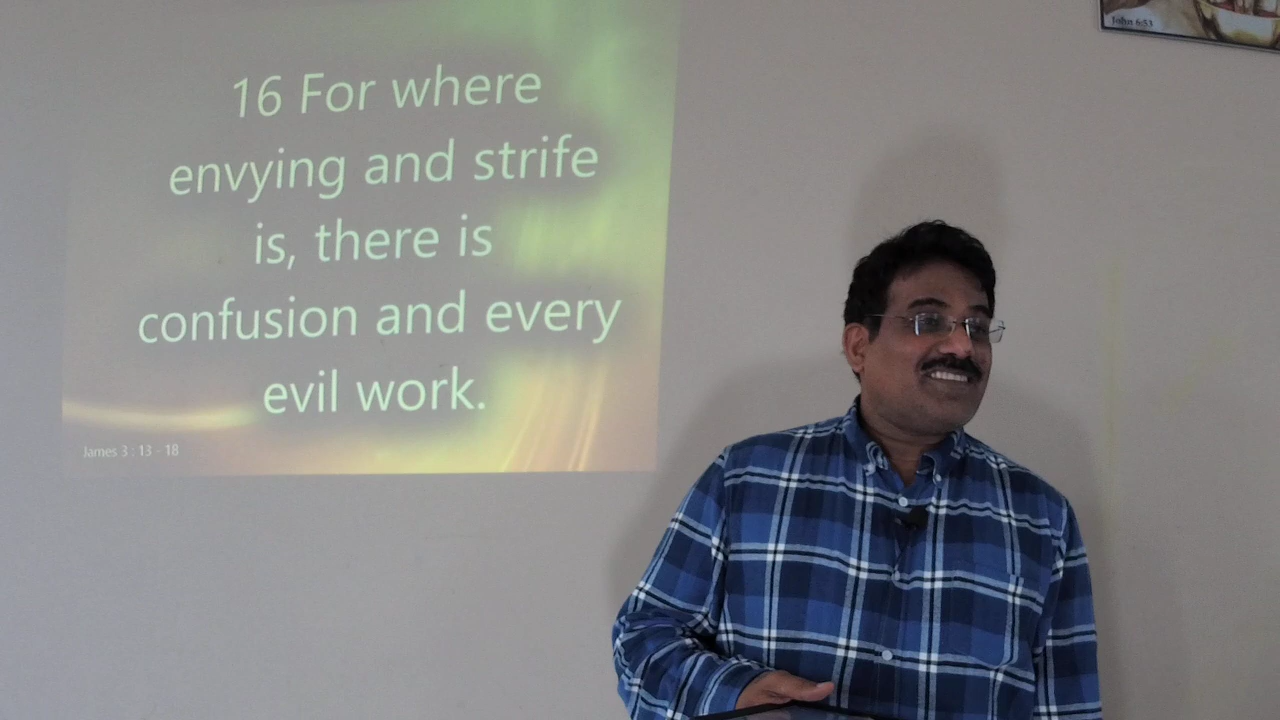 16 For where
envying and strife
is, there is
confusion and every
evil work.
James 3 : 13 - 18
John 6:53